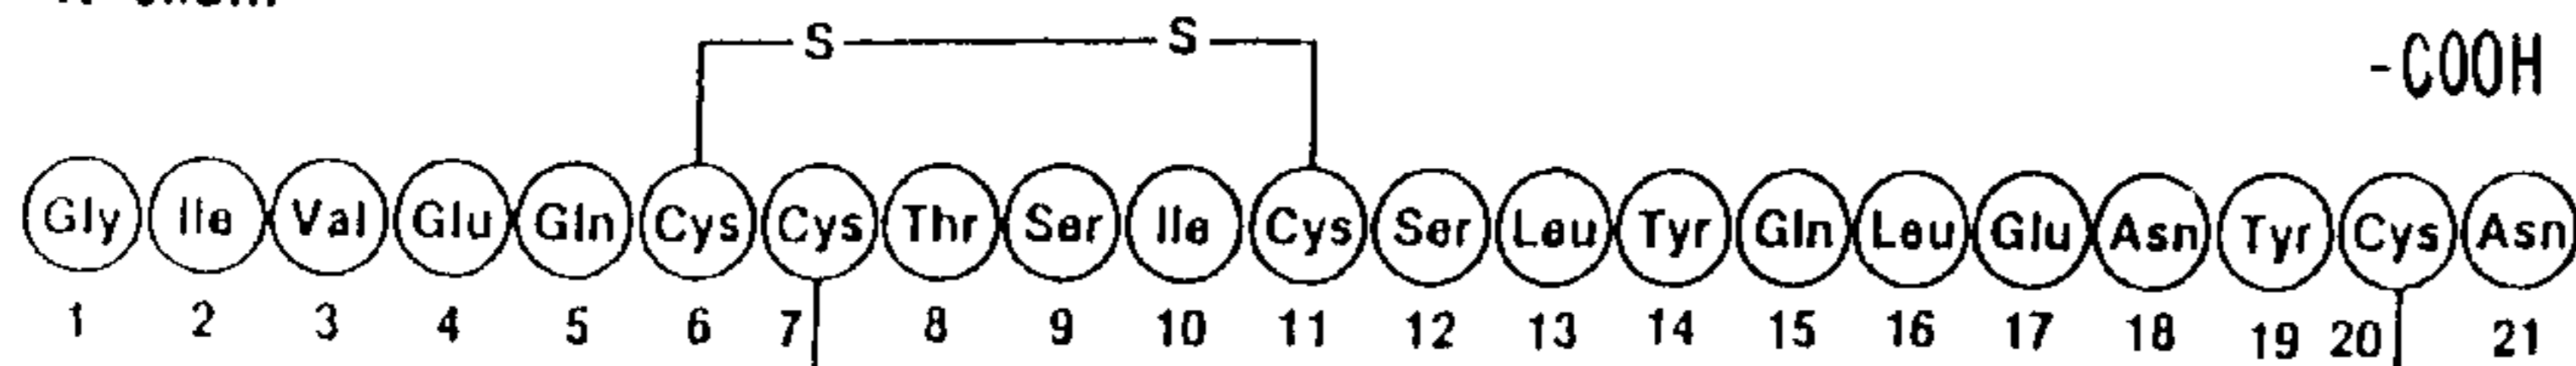 S S
-COOH
Gly Ile Val Glu Gln Cys Cys Thr Ser Ile Cys Ser Leu Tyr Gln Leu Glu Asn Tyr Cys Asn
1 2 3 4 5 6 7 8 9 10 11 12 13 14 15 16 17 18 19 20 21